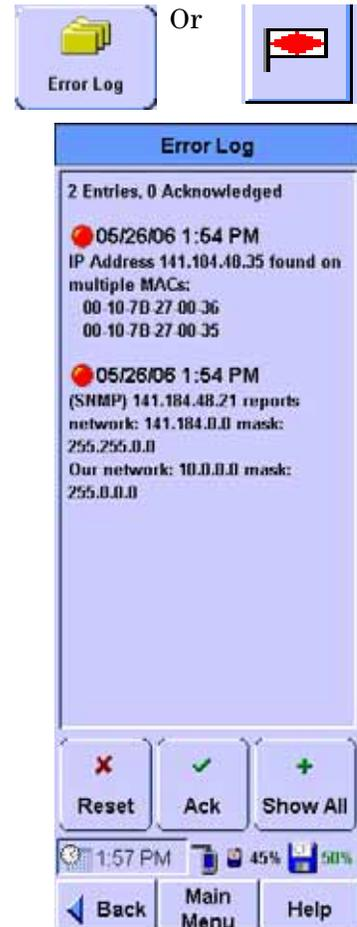 Or
Error Log
Error Log
2 Entries, 0 Acknowledged
05/26/06 1:54 PM
IP Address 141.184.48.35 found on
multiple MACs:
00-10-7B-27-00-36
00-10-7B-27-00-35
05/26/06 1:54 PM
(SNMP) 141.184.48.21 reports
network: 141.184.0.0 mask:
255.255.0.0
Our network: 10.0.0.0 mask:
255.0.0.0
Reset Ack Show All
1:57 PM 45% 50%
Back Main Menu Help